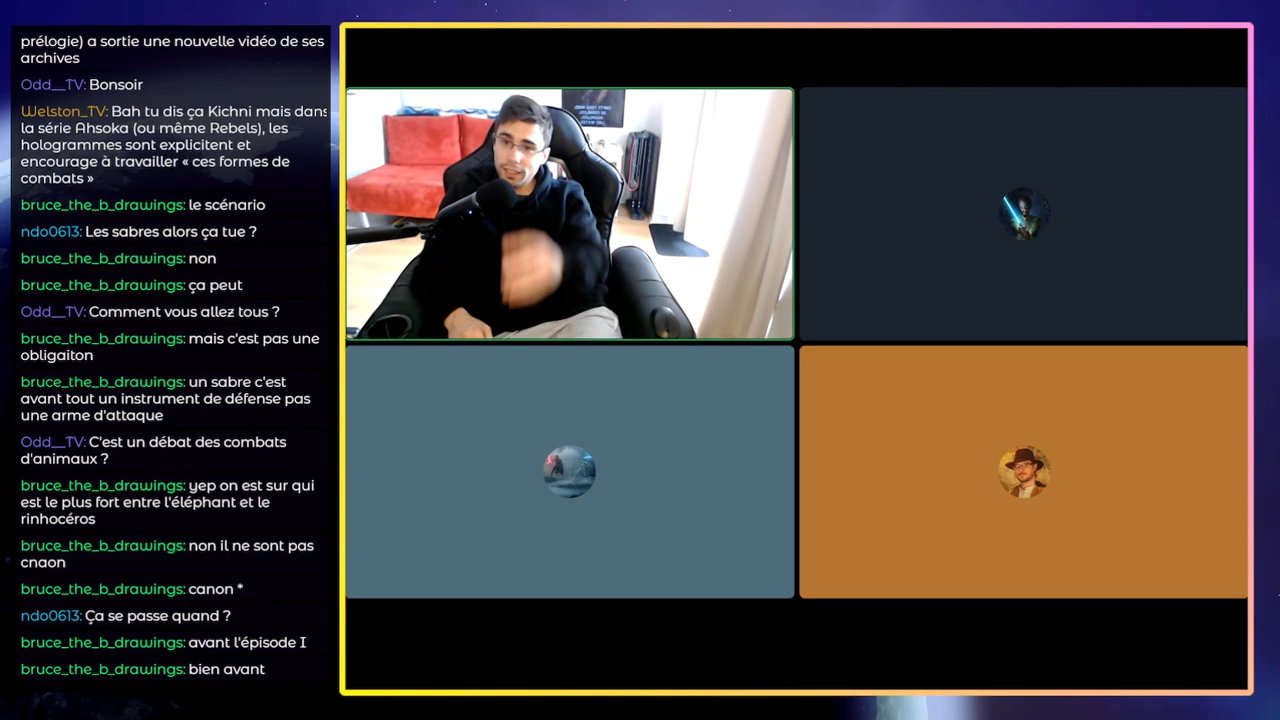 prélogie) a sortie une nouvelle vidéo de ses
archives
Odd__TV: Bonsoir
Welston_TV: Bah tu dis ça Kichni mais dans
la série Ahsoka (ou même Rebels), les
hologrammes sont explicitent et
encourage à travailler « ces formes de
combats »
bruce_the_b_drawings: le scénario
ndo0613: Les sabres alors ça tue ?
bruce_the_b_drawings: non
bruce_the_b_drawings: ça peut
Odd__TV: Comment vous allez tous ?
bruce_the_b_drawings: mais c'est pas une
obligaiton
bruce_the_b_drawings: un sabre c'est
avant tout un instrument de défense pas
une arme d'attaque
Odd__TV: C'est un débat des combats
d'animaux ?
bruce_the_b_drawings: yep on est sur qui
est le plus fort entre l'éléphant et le
rinhocéros
bruce_the_b_drawings: non il ne sont pas
cnaon
bruce_the_b_drawings: canon *
ndo0613: Ça se passe quand ?
bruce_the_b_drawings: avant l'épisode I
bruce_the_b_drawings: bien avant